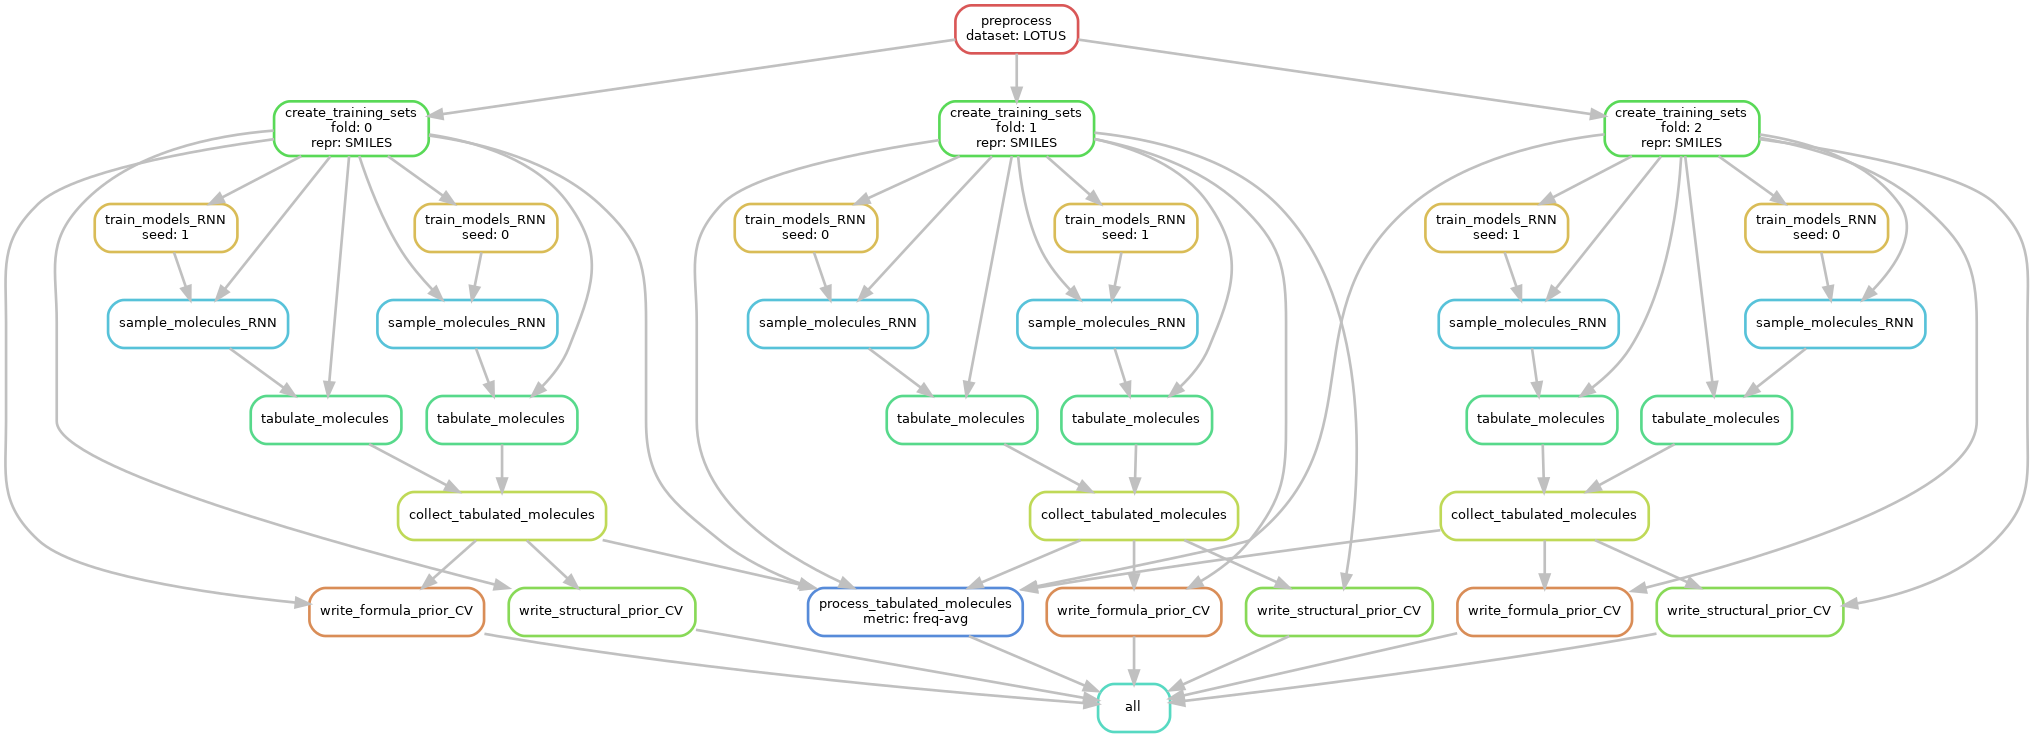 preprocess
dataset: LOTUS
create_training_sets
fold: 0
repr: SMILES
create_training_sets
fold: 1
repr: SMILES
create_training_sets
fold: 2
repr: SMILES
train_models_RNN
seed: 1
train_models_RNN
seed: 0
train_models_RNN
seed: 0
train_models_RNN
seed: 1
train_models_RNN
seed: 1
train_models_RNN
seed: 0
sample_molecules_RNN
sample_molecules_RNN
sample_molecules_RNN
sample_molecules_RNN
sample_molecules_RNN
sample_molecules_RNN
tabulate_molecules
tabulate_molecules
tabulate_molecules
tabulate_molecules
tabulate_molecules
tabulate_molecules
collect_tabulated_molecules
collect_tabulated_molecules
collect_tabulated_molecules
write_formula_prior_CV
write_structural_prior_CV
process_tabulated_molecules
metric: freq-avg
write_formula_prior_CV
write_structural_prior_CV
write_formula_prior_CV
write_structural_prior_CV
all